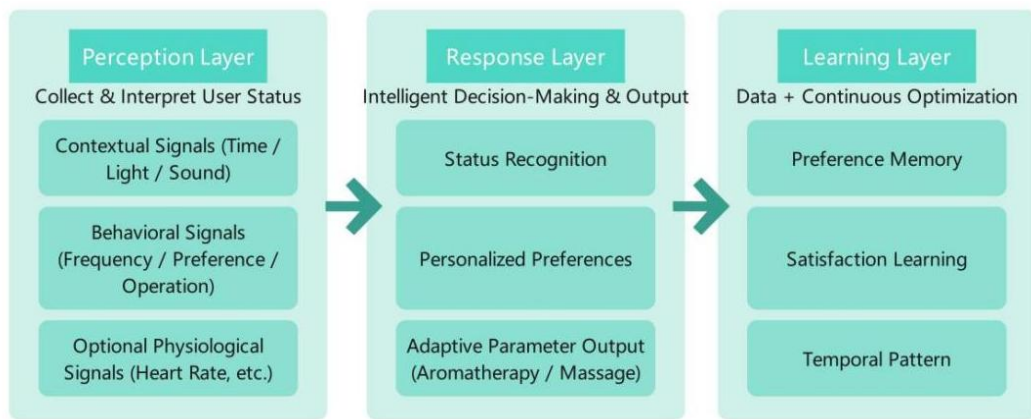 Perception Layer
Collect & Interpret User Status
Contextual Signals (Time /
Light / Sound)
Behavioral Signals
(Frequency / Preference /
Operation)
Optional Physiological
Signals (Heart Rate, etc.)
Response Layer
Intelligent Decision-Making & Output
Status Recognition
Personalized Preferences
Adaptive Parameter Output
(Aromatherapy / Massage)
Learning Layer
Data + Continuous Optimization
Preference Memory
Satisfaction Learning
Temporal Pattern